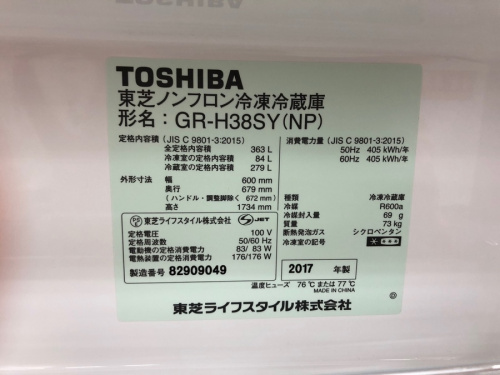 TOSHIBA
東芝ノンフロン冷凍冷蔵庫
形名：GR-H38SY(NP)
定格内容積 (JIS C 9801-3:2015)
全定格内容積 363 L
冷凍室の定格内容積 84 L
冷蔵室の定格内容積 279 L
外形寸法 幅 600 mm
奥行 679 mm
(ハンドル・調整脚除く 672 mm)
高さ 1734 mm
東芝ライフスタイル株式会社 S-JET
定格電圧 100 V
定格周波数 50/60 Hz
電動機の定格消費電力 83/ 83 W
電熱装置の定格消費電力 176/176 W
製造番号 82909049
消費電力量 (JIS C 9801-3:2015)
50Hz 405 kWh/年
60Hz 405 kWh/年
種類 冷凍冷蔵庫
冷媒 R600a
冷媒封入量 69 g
質量 73 kg
断熱発泡ガス シクロペンタン
冷凍室の記号
2017 年製
温度ヒューズ 76 ℃ または 77 ℃
MADE IN CHINA
東芝ライフスタイル株式会社